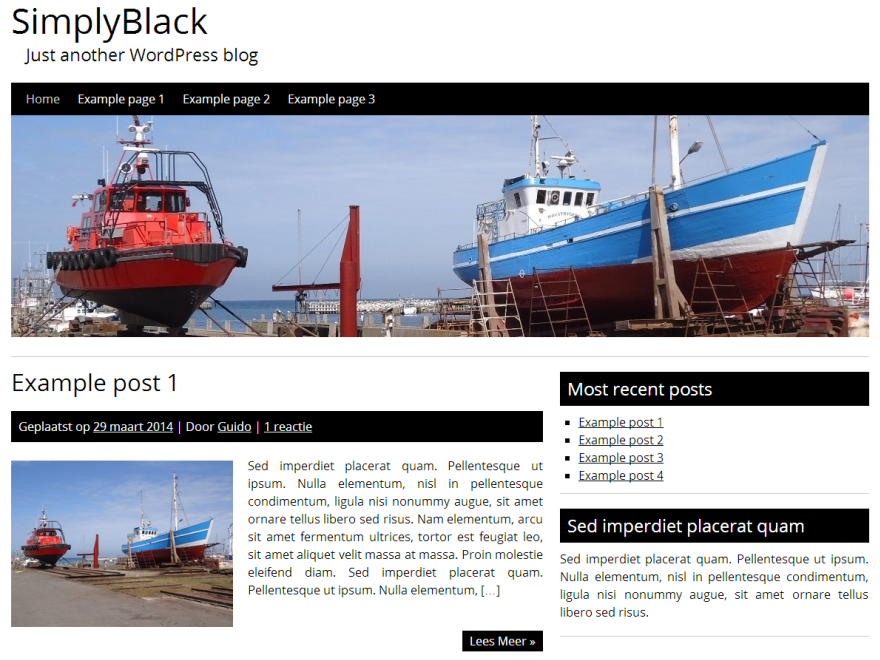 SimplyBlack
Just another WordPress blog
Home Example page 1 Example page 2 Example page 3
Example post 1
Geplaatst op 29 maart 2014 | Door Guido | 1 reactie
Sed imperdiet placerat quam. Pellentesque ut
ipsum. Nulla elementum, nisl in pellentesque
condimentum, ligula nisi nonummy augue, sit amet
ornare tellus libero sed risus. Nam elementum, arcu
sit amet fermentum ultrices, tortor est feugiat leo,
sit amet aliquet velit massa at massa. Proin molestie
eleifend diam. Sed imperdiet placerat quam.
Pellentesque ut ipsum. Nulla elementum, [...]
Lees Meer »
Most recent posts
Example post 1
Example post 2
Example post 3
Example post 4
Sed imperdiet placerat quam
Sed imperdiet placerat quam. Pellentesque ut ipsum.
Nulla elementum, nisl in pellentesque condimentum,
ligula nisi nonummy augue, sit amet ornare tellus
libero sed risus.